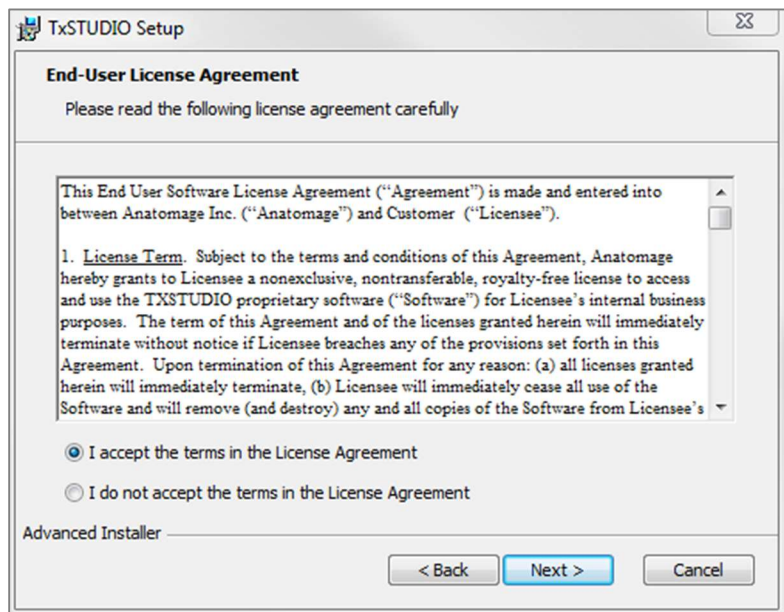 TxSTUDIO Setup
End-User License Agreement
Please read the following license agreement carefully
This End User Software License Agreement (“Agreement”) is made and entered into
between Anatomage Inc. (“Anatomage”) and Customer (“Licensee”).
1. License Term. Subject to the terms and conditions of this Agreement, Anatomage
hereby grants to Licensee a nonexclusive, nontransferable, royalty-free license to access
and use the TXSTUDIO proprietary software (“Software”) for Licensee’s internal business
purposes. The term of this Agreement and of the licenses granted herein will immediately
terminate without notice if Licensee breaches any of the provisions set forth in this
Agreement. Upon termination of this Agreement for any reason: (a) all licenses granted
herein will immediately terminate, (b) Licensee will immediately cease all use of the
Software and will remove (and destroy) any and all copies of the Software from Licensee’s
I accept the terms in the License Agreement
I do not accept the terms in the License Agreement
Advanced Installer
< Back Next > Cancel